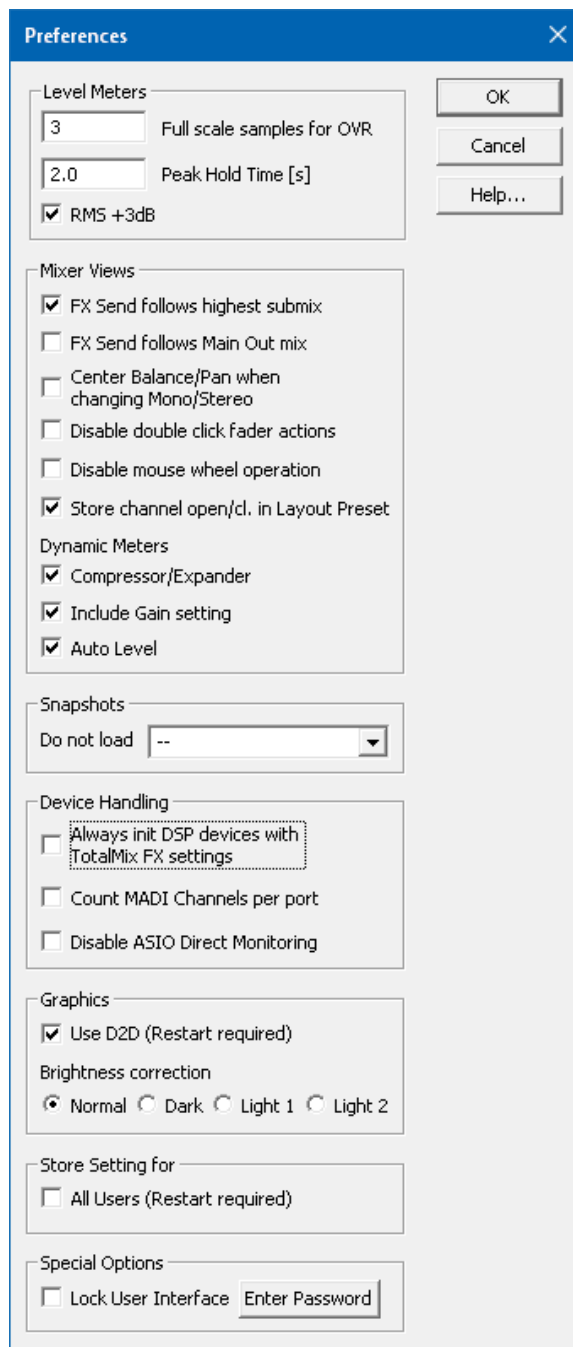 Preferences
Level Meters
3 Full scale samples for OVR
2.0 Peak Hold Time [s]
RMS +3dB
OK
Cancel
Help...
Mixer Views
FX Send follows highest submix
FX Send follows Main Out mix
Center Balance/Pan when
changing Mono/Stereo
Disable double click fader actions
Disable mouse wheel operation
Store channel open/cl. in Layout Preset
Dynamic Meters
Compressor/Expander
Include Gain setting
Auto Level
Snapshots
Do not load --
Device Handling
Always init DSP devices with
TotalMix FX settings
Count MADI Channels per port
Disable ASIO Direct Monitoring
Graphics
Use D2D (Restart required)
Brightness correction
Normal Dark Light 1 Light 2
Store Setting for
All Users (Restart required)
Special Options
Lock User Interface Enter Password